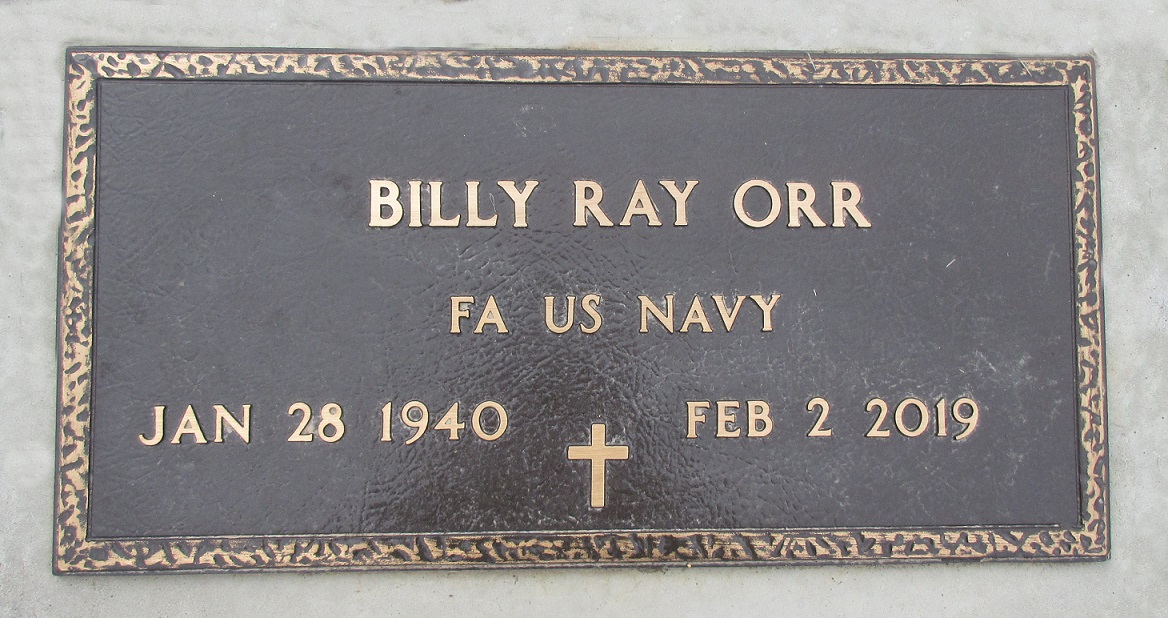 BILLY RAY ORR
FA US NAVY
JAN 28 1940 FEB 2 2019